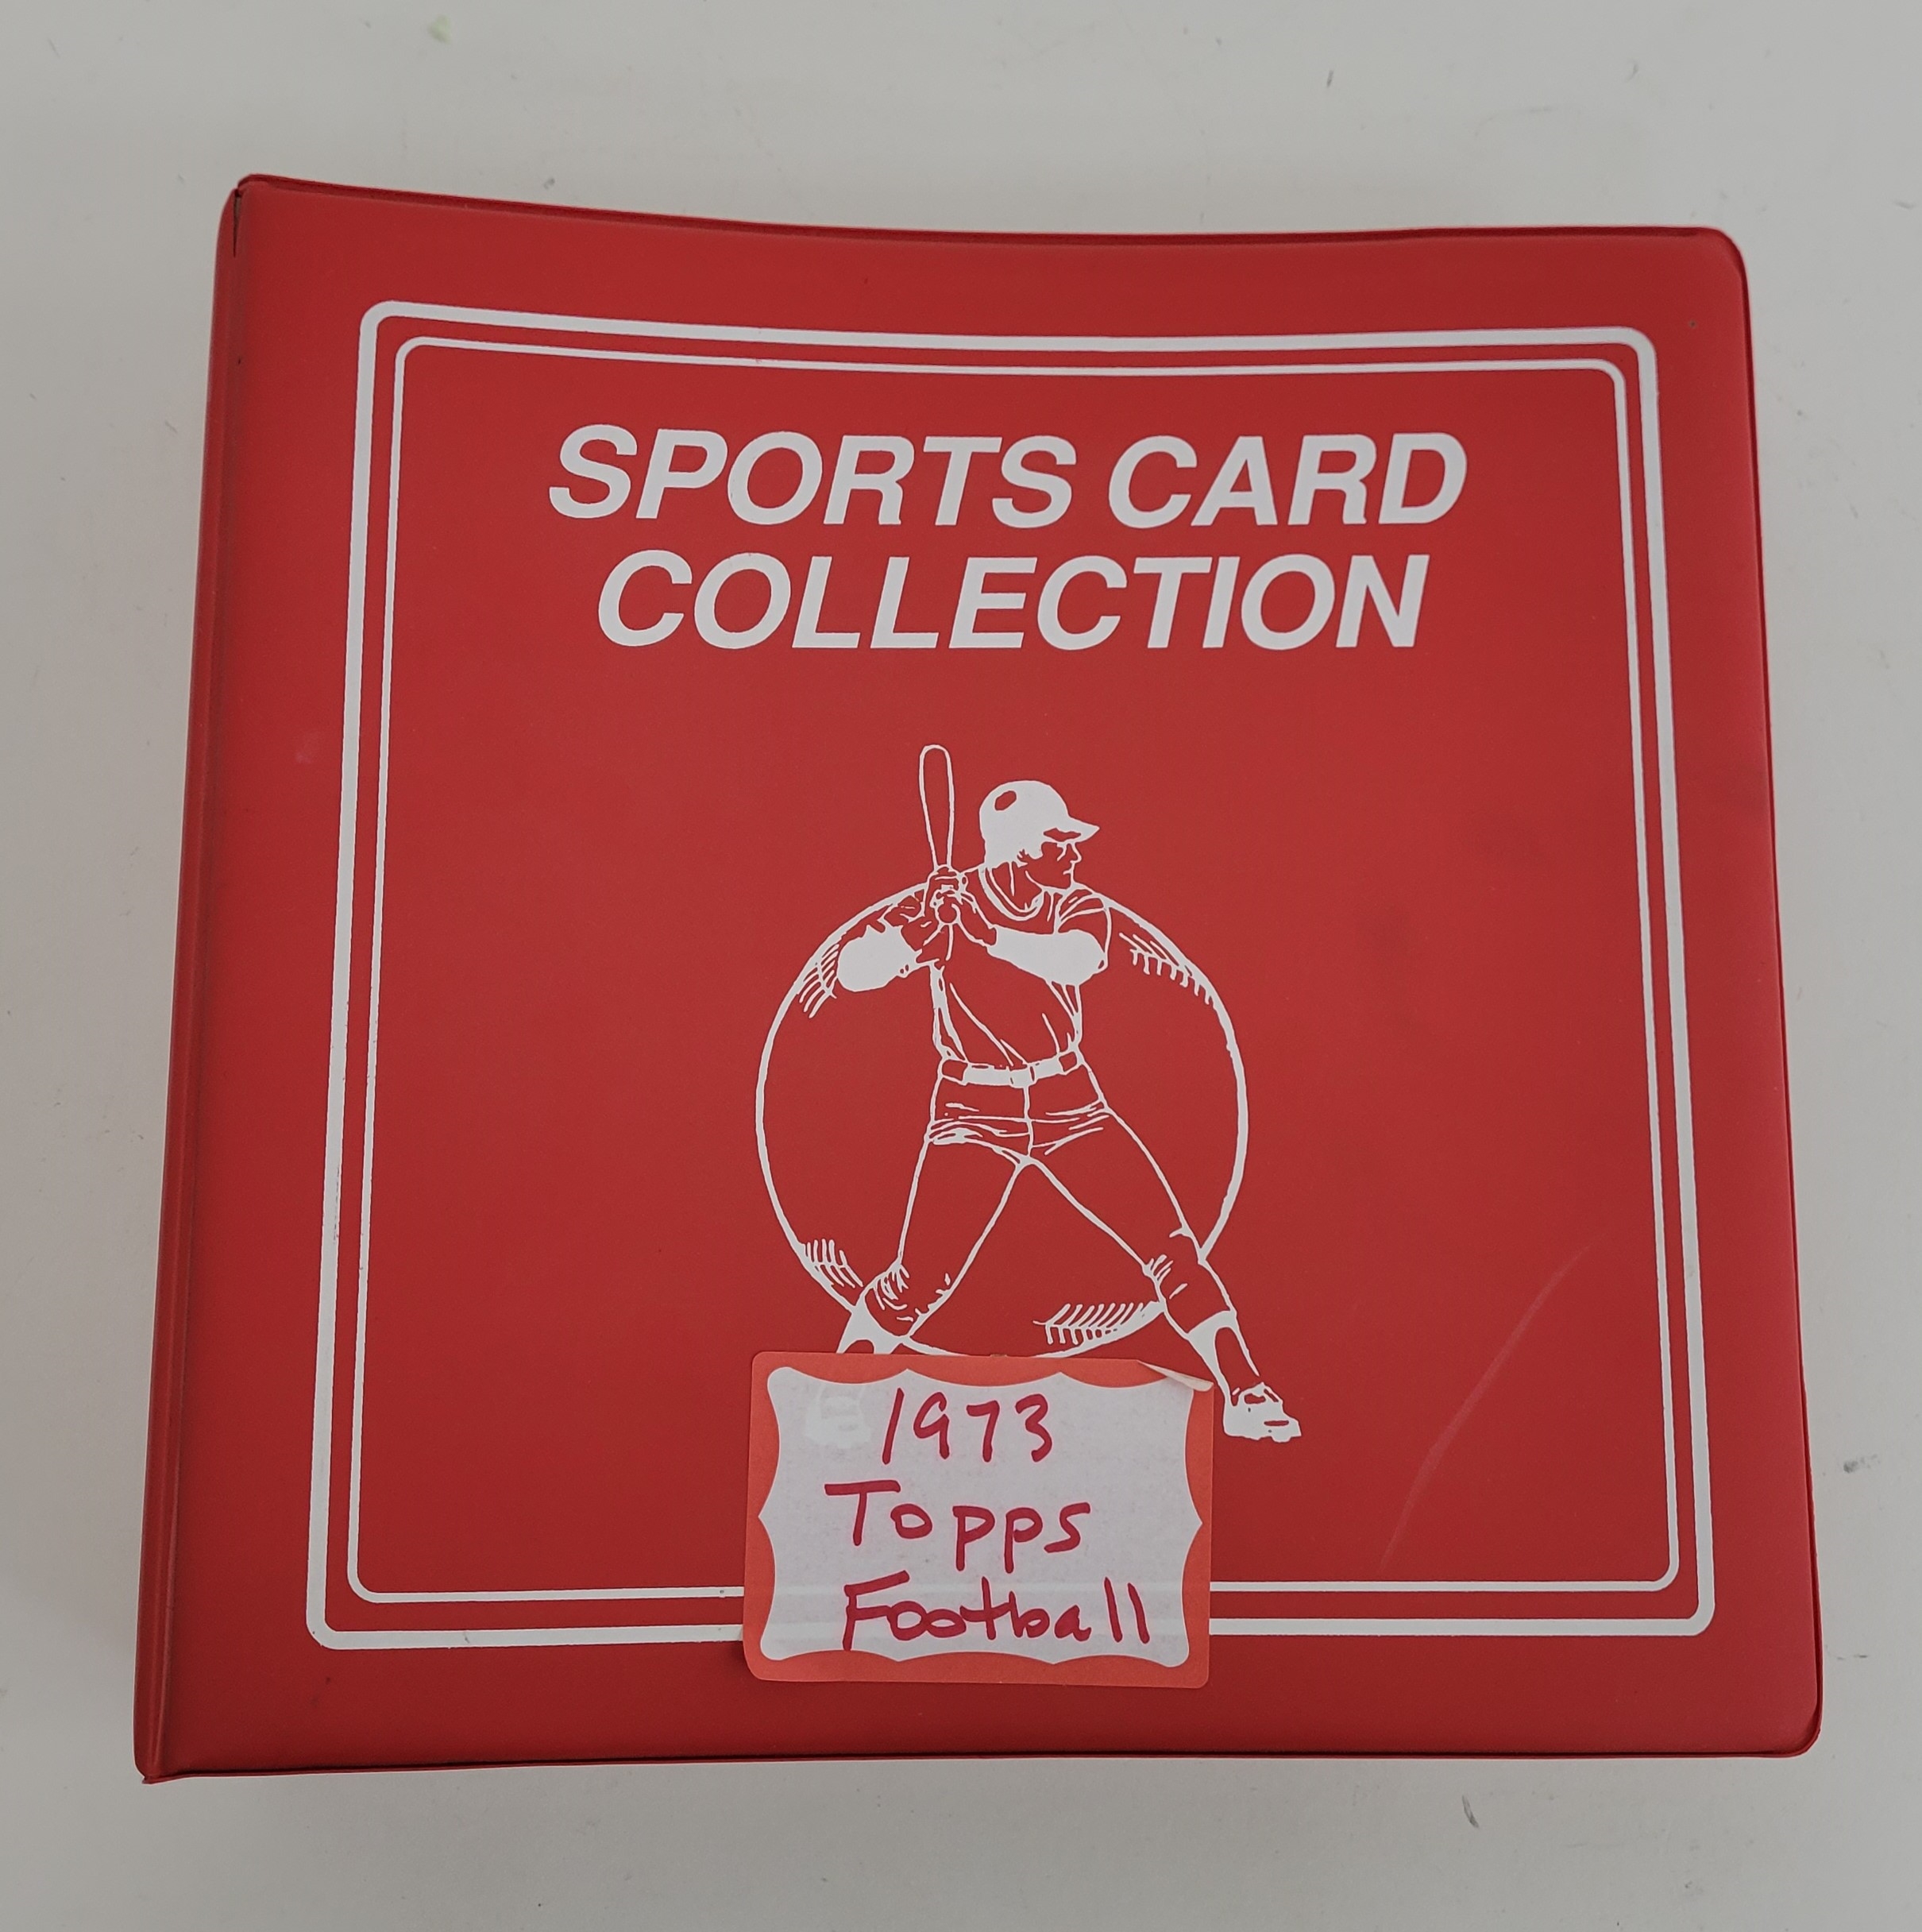 SPORTS CARD
COLLECTION
1973
Topps
Football